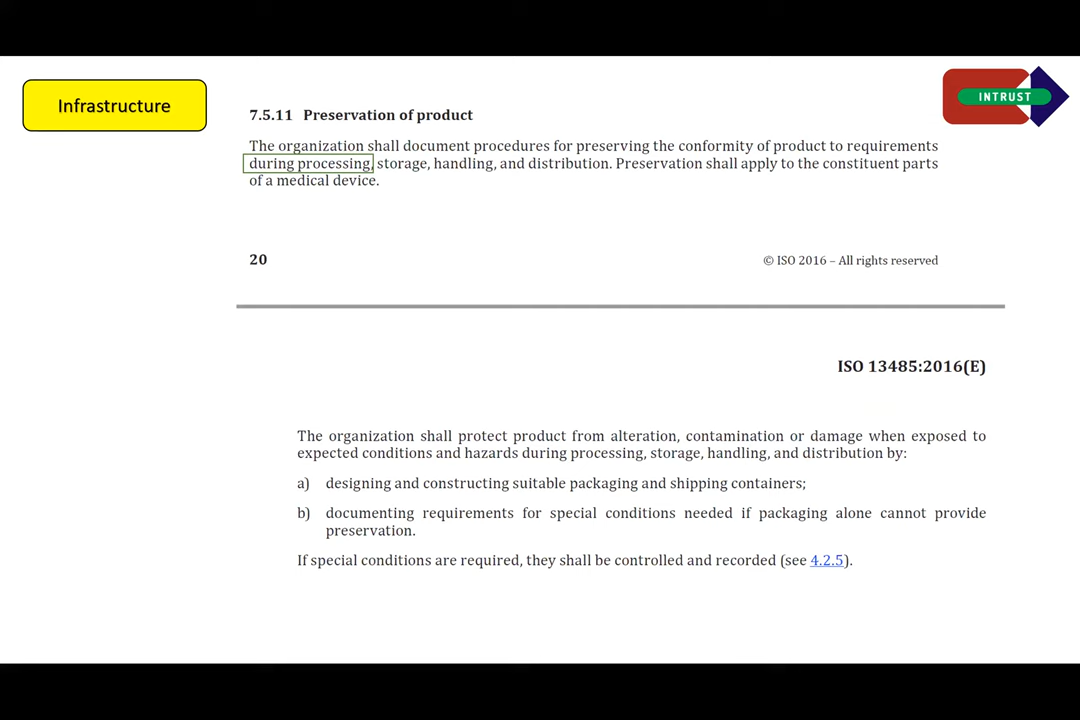 Infrastructure
INTRUST
7.5.11 Preservation of product
The organization shall document procedures for preserving the conformity of product to requirements
during processing, storage, handling, and distribution. Preservation shall apply to the constituent parts
of a medical device.
20
© ISO 2016 – All rights reserved
ISO 13485:2016(E)
The organization shall protect product from alteration, contamination or damage when exposed to
expected conditions and hazards during processing, storage, handling, and distribution by:
a) designing and constructing suitable packaging and shipping containers;
b) documenting requirements for special conditions needed if packaging alone cannot provide
preservation.
If special conditions are required, they shall be controlled and recorded (see 4.2.5).